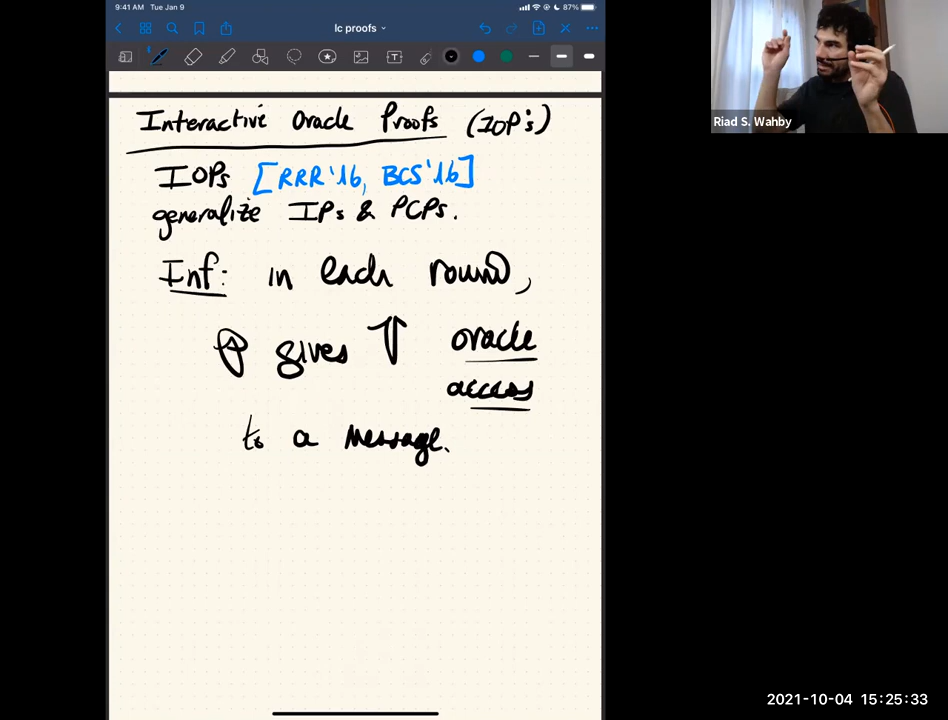 9:41 AM Tue Jan 9
87%
lc proofs
Interactive Oracle Proofs (IOP's)
IOPs [RRR'16, BCS'16]
generalize IPs & PCPs.
Inf: in each round,
P gives V oracle
access
to a message.
Riad S. Wahby
2021-10-04 15:25:33